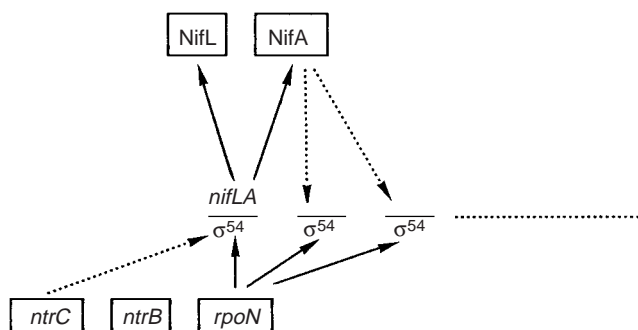 NifL NifA
nifLA
σ⁵⁴ σ⁵⁴ σ⁵⁴
ntrC ntrB rpoN